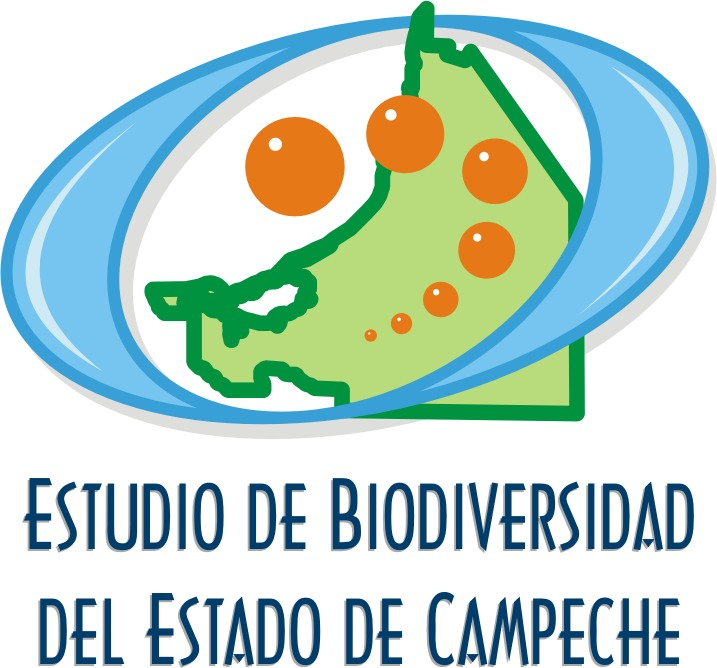 ESTUDIO DE BIODIVERSIDAD
DEL ESTADO DE CAMPECHE